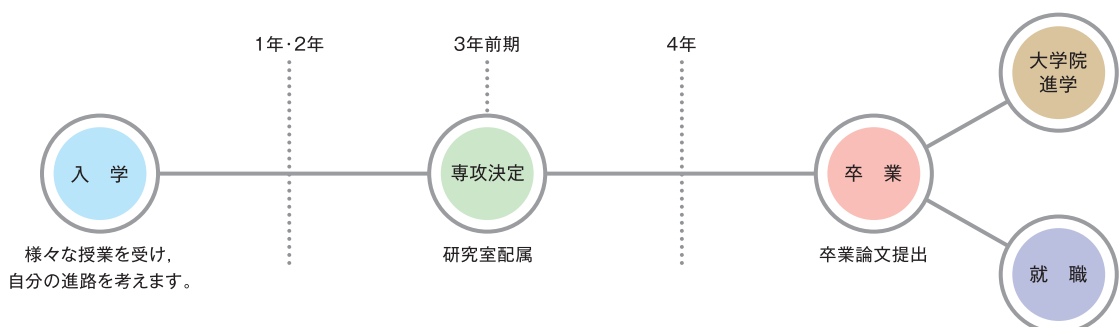 1年・2年
3年前期
4年
大学院
進学
入 学
専攻決定
卒 業
様々な授業を受け,
自分の進路を考えます。
研究室配属
卒業論文提出
就 職